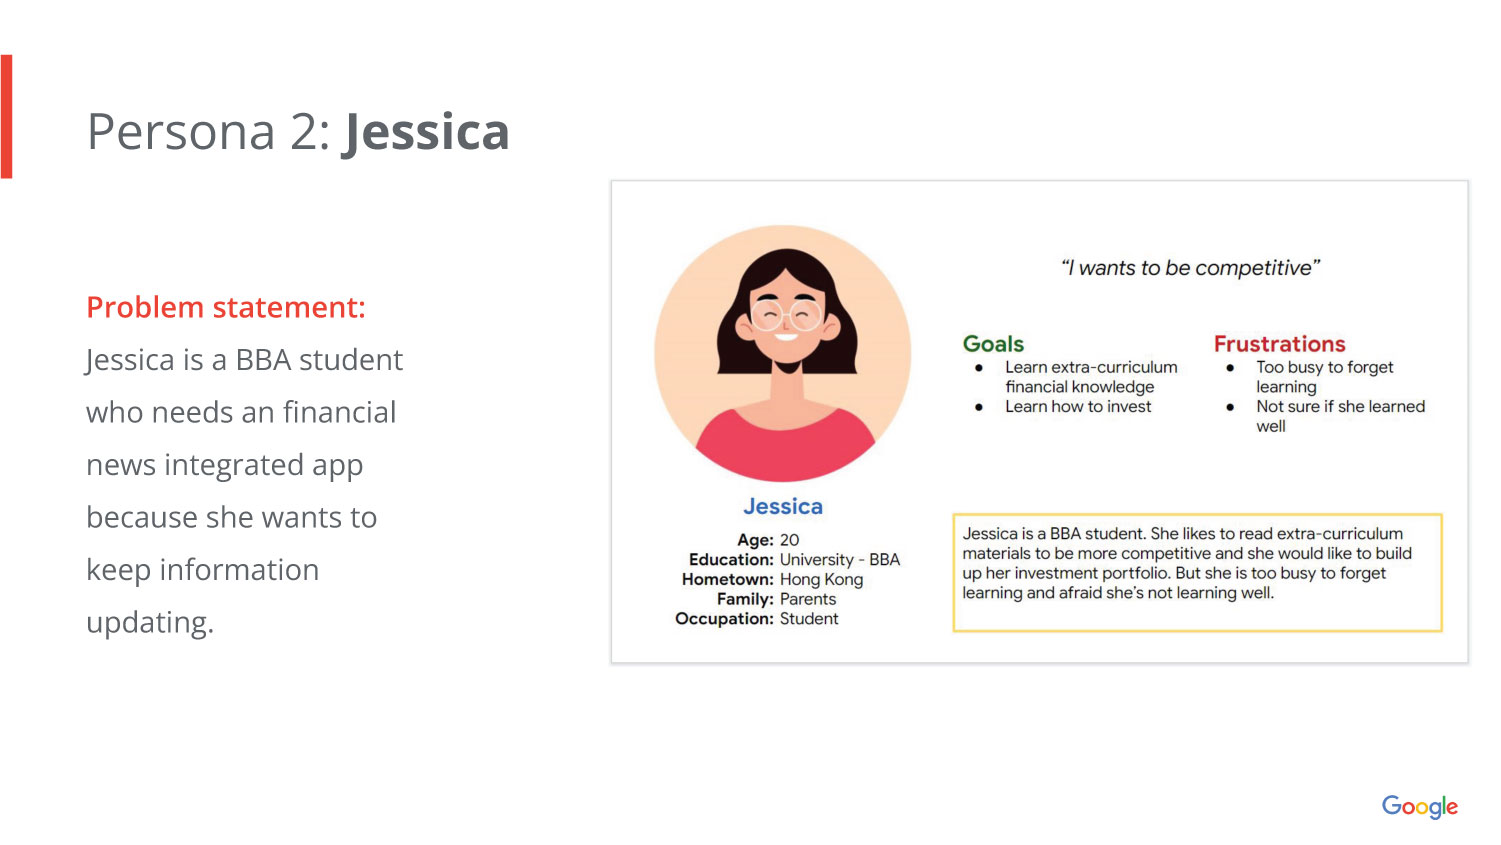 Persona 2: Jessica
Problem statement:
Jessica is a BBA student
who needs an financial
news integrated app
because she wants to
keep information
updating.
Jessica
Age: 20
Education: University - BBA
Hometown: Hong Kong
Family: Parents
Occupation: Student
“I wants to be competitive”
Goals
● Learn extra-curriculum
financial knowledge
● Learn how to invest
Frustrations
● Too busy to forget
learning
● Not sure if she learned
well
Jessica is a BBA student. She likes to read extra-curriculum
materials to be more competitive and she would like to build
up her investment portfolio. But she is too busy to forget
learning and afraid she’s not learning well.
Google